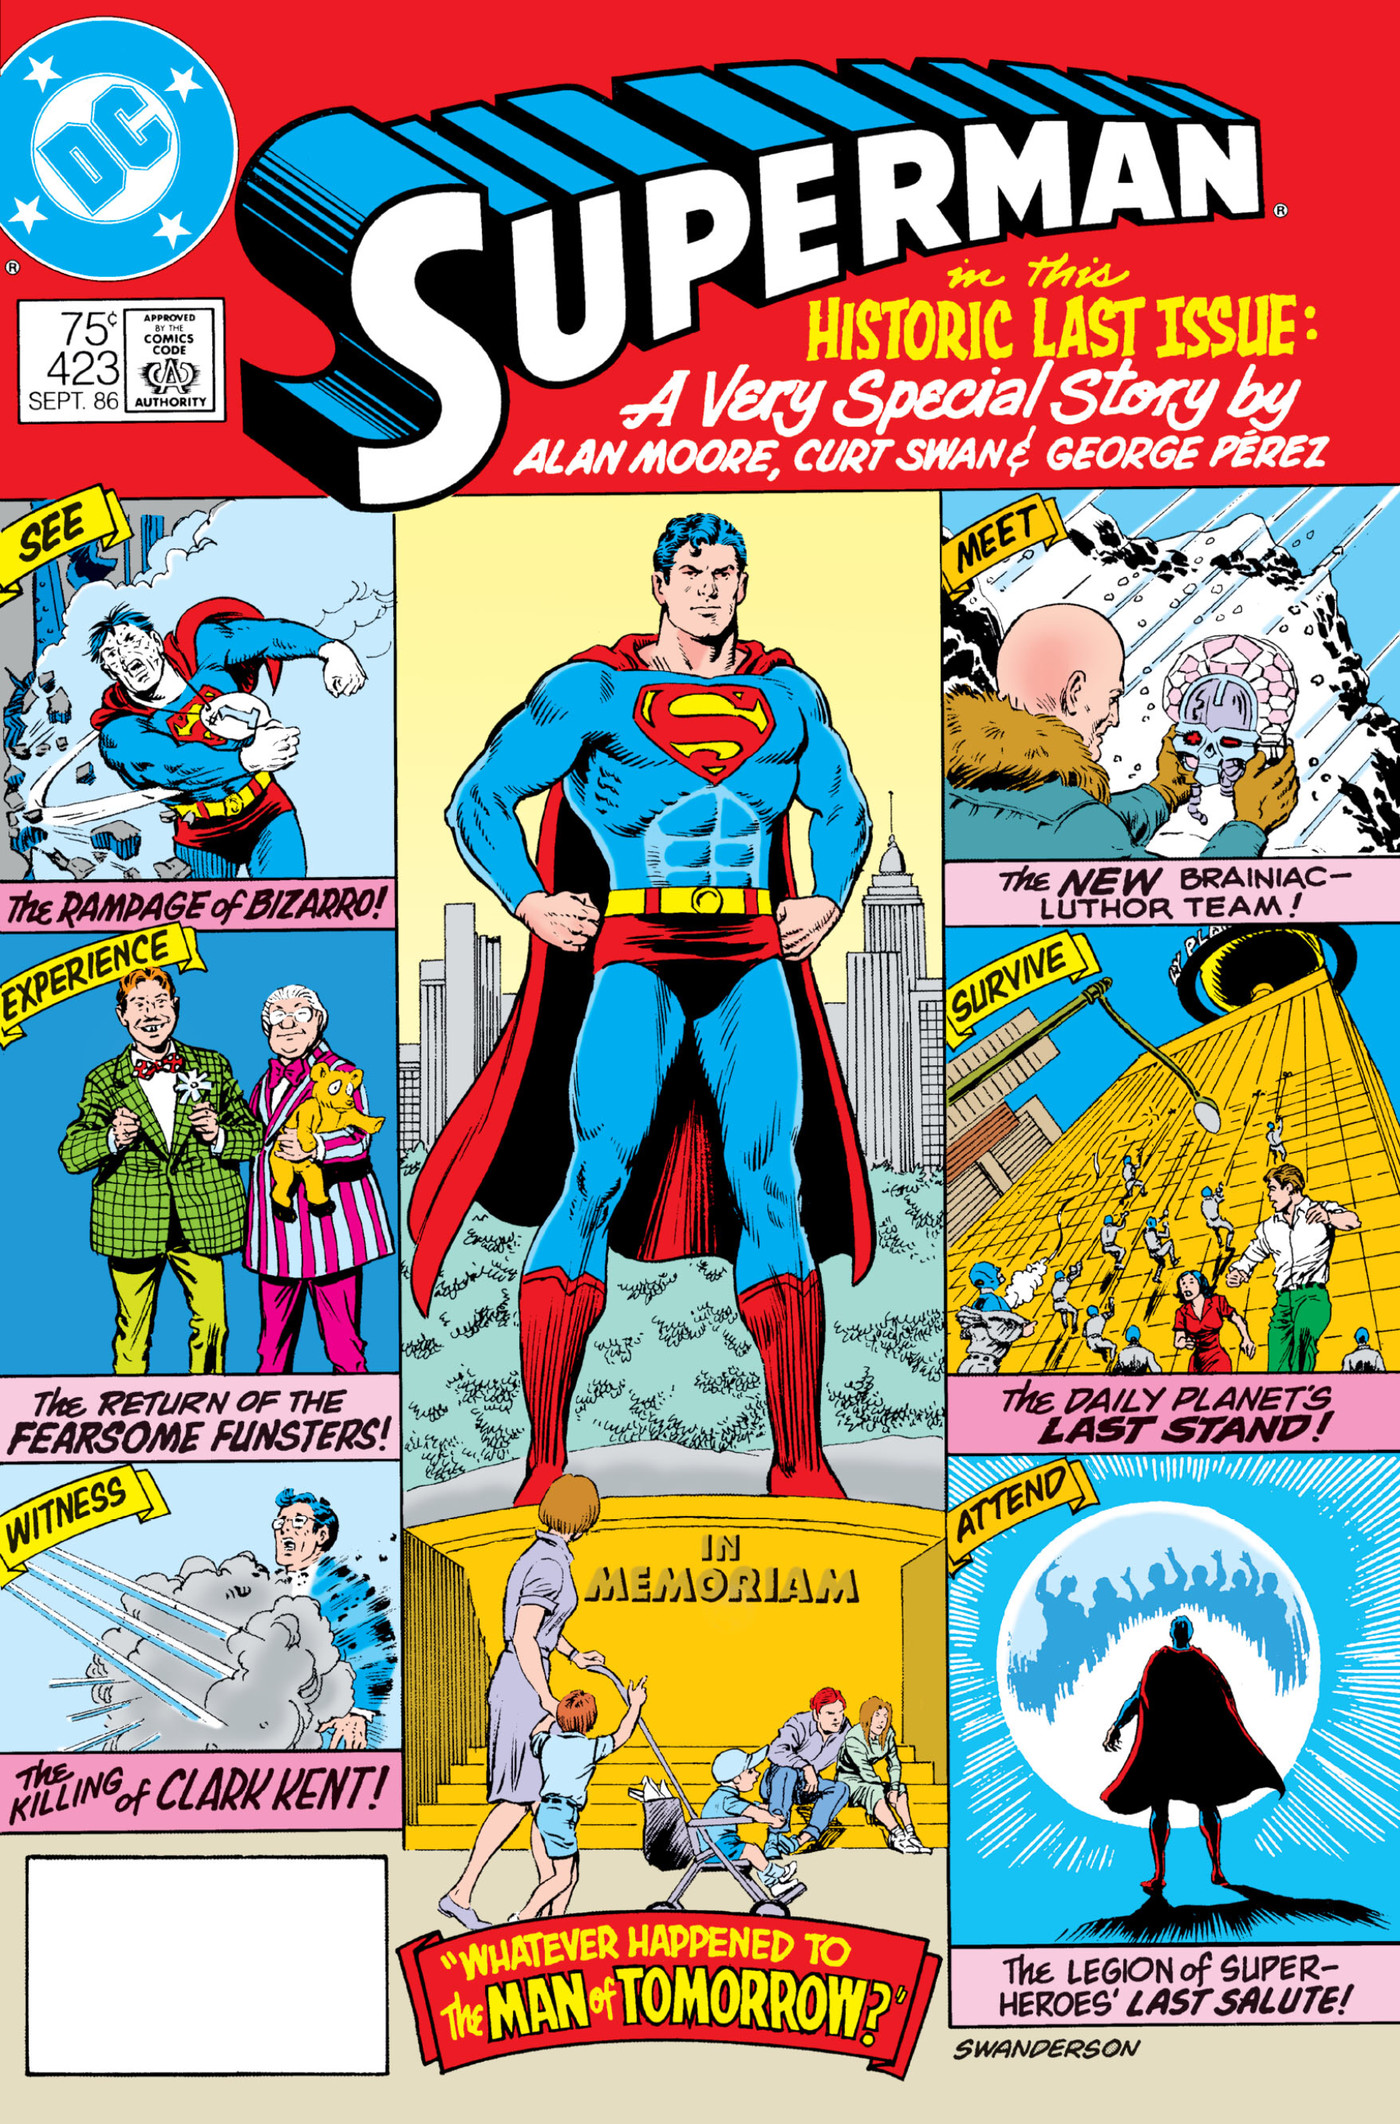 DC
®
SUPERMAN
®
75¢
423
SEPT. 86
APPROVED
BY THE
COMICS
CODE
CA
AUTHORITY
in this
HISTORIC LAST ISSUE:
A Very Special Story by
ALAN MOORE, CURT SWAN & GEORGE PÉREZ
SEE
The RAMPAGE of BIZARRO!
MEET
The NEW BRAINIAC–
LUTHOR TEAM!
EXPERIENCE
The RETURN OF THE
FEARSOME FUNSTERS!
SURVIVE
The DAILY PLANET'S
LAST STAND!
WITNESS
The
KILLING of CLARK KENT!
ATTEND
The LEGION of SUPER–
HEROES' LAST SALUTE!
IN
MEMORIAM
"WHATEVER HAPPENED TO
The MAN of TOMORROW?"
SWANDERSON